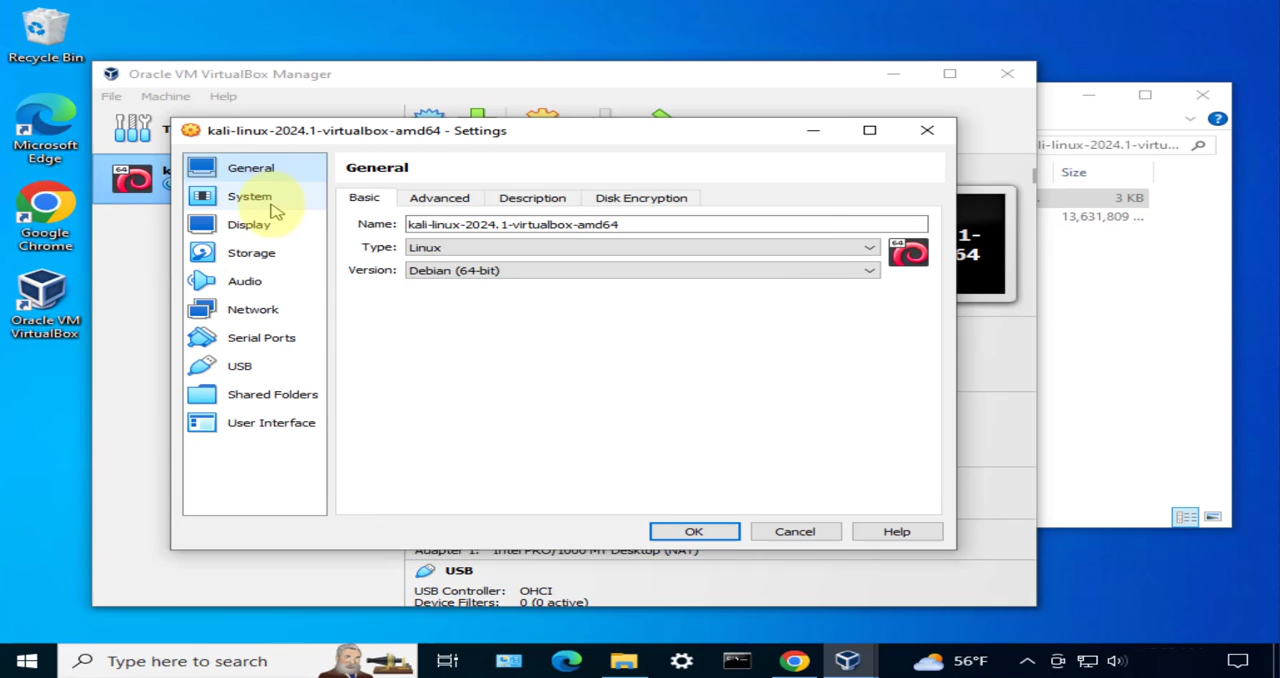 Recycle Bin
Microsoft
Edge
Google
Chrome
Oracle VM
VirtualBox
Oracle VM VirtualBox Manager
File Machine Help
kali-linux-2024.1-virtualbox-amd64 - Settings
General
System
Display
Storage
Audio
Network
Serial Ports
USB
Shared Folders
User Interface
General
Basic Advanced Description Disk Encryption
Name: kali-linux-2024.1-virtualbox-amd64
Type: Linux
Version: Debian (64-bit)
64
OK Cancel Help
64
1-
64
li-linux-2024.1-virtu...
Size
3 KB
13,631,809 ...
Adapter 1: Intel PRO/1000 MT Desktop (NAT)
USB
USB Controller: OHCI
Device Filters: 0 (0 active)
Type here to search
56°F